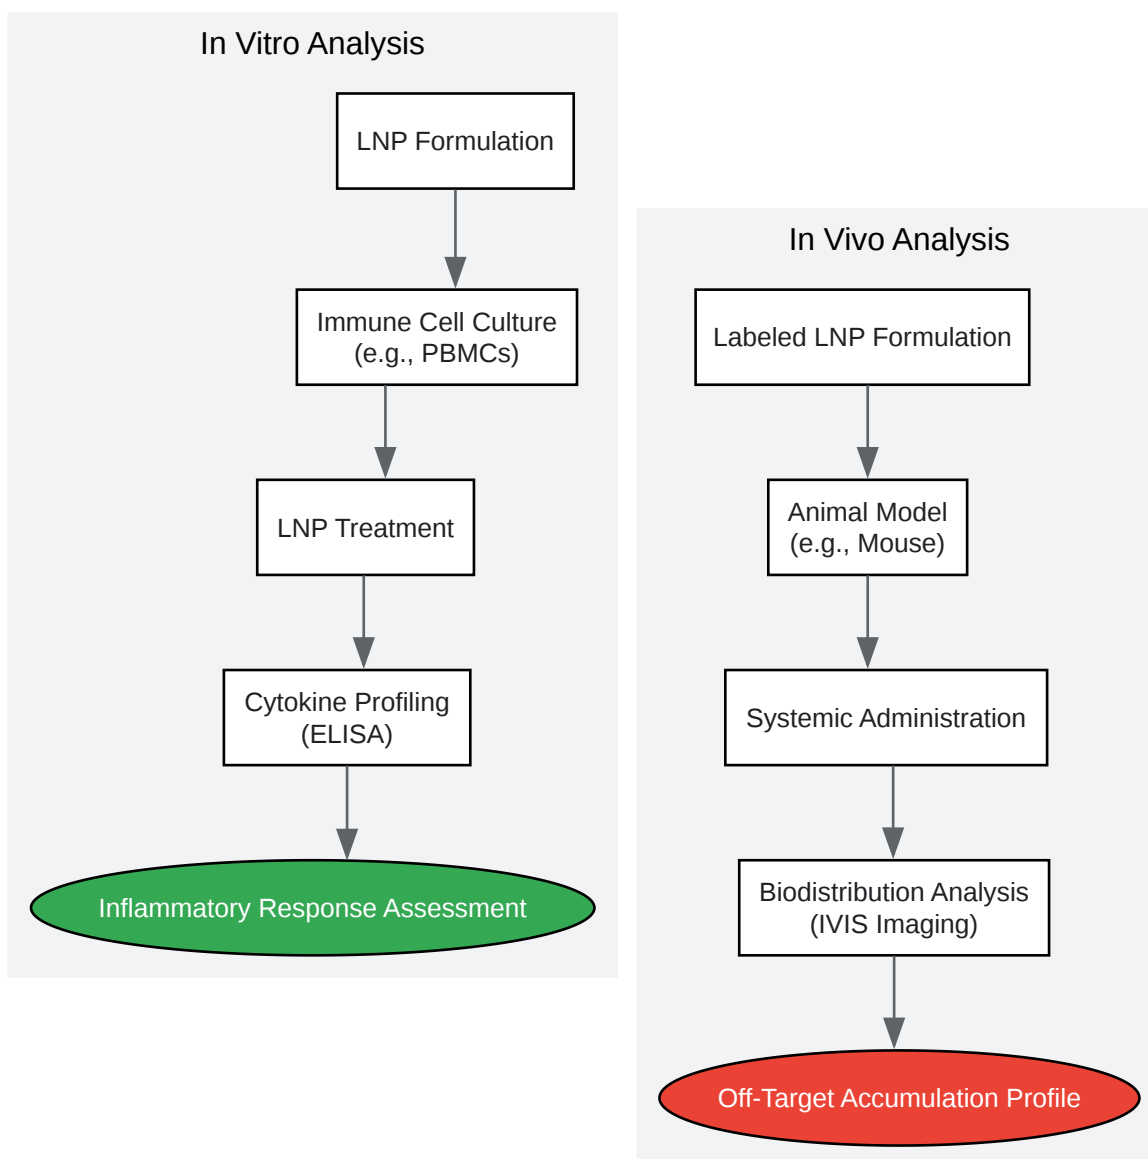 In Vitro Analysis
LNP Formulation
Immune Cell Culture
(e.g., PBMCs)
LNP Treatment
Cytokine Profiling
(ELISA)
Inflammatory Response Assessment
In Vivo Analysis
Labeled LNP Formulation
Animal Model
(e.g., Mouse)
Systemic Administration
Biodistribution Analysis
(IVIS Imaging)
Off-Target Accumulation Profile